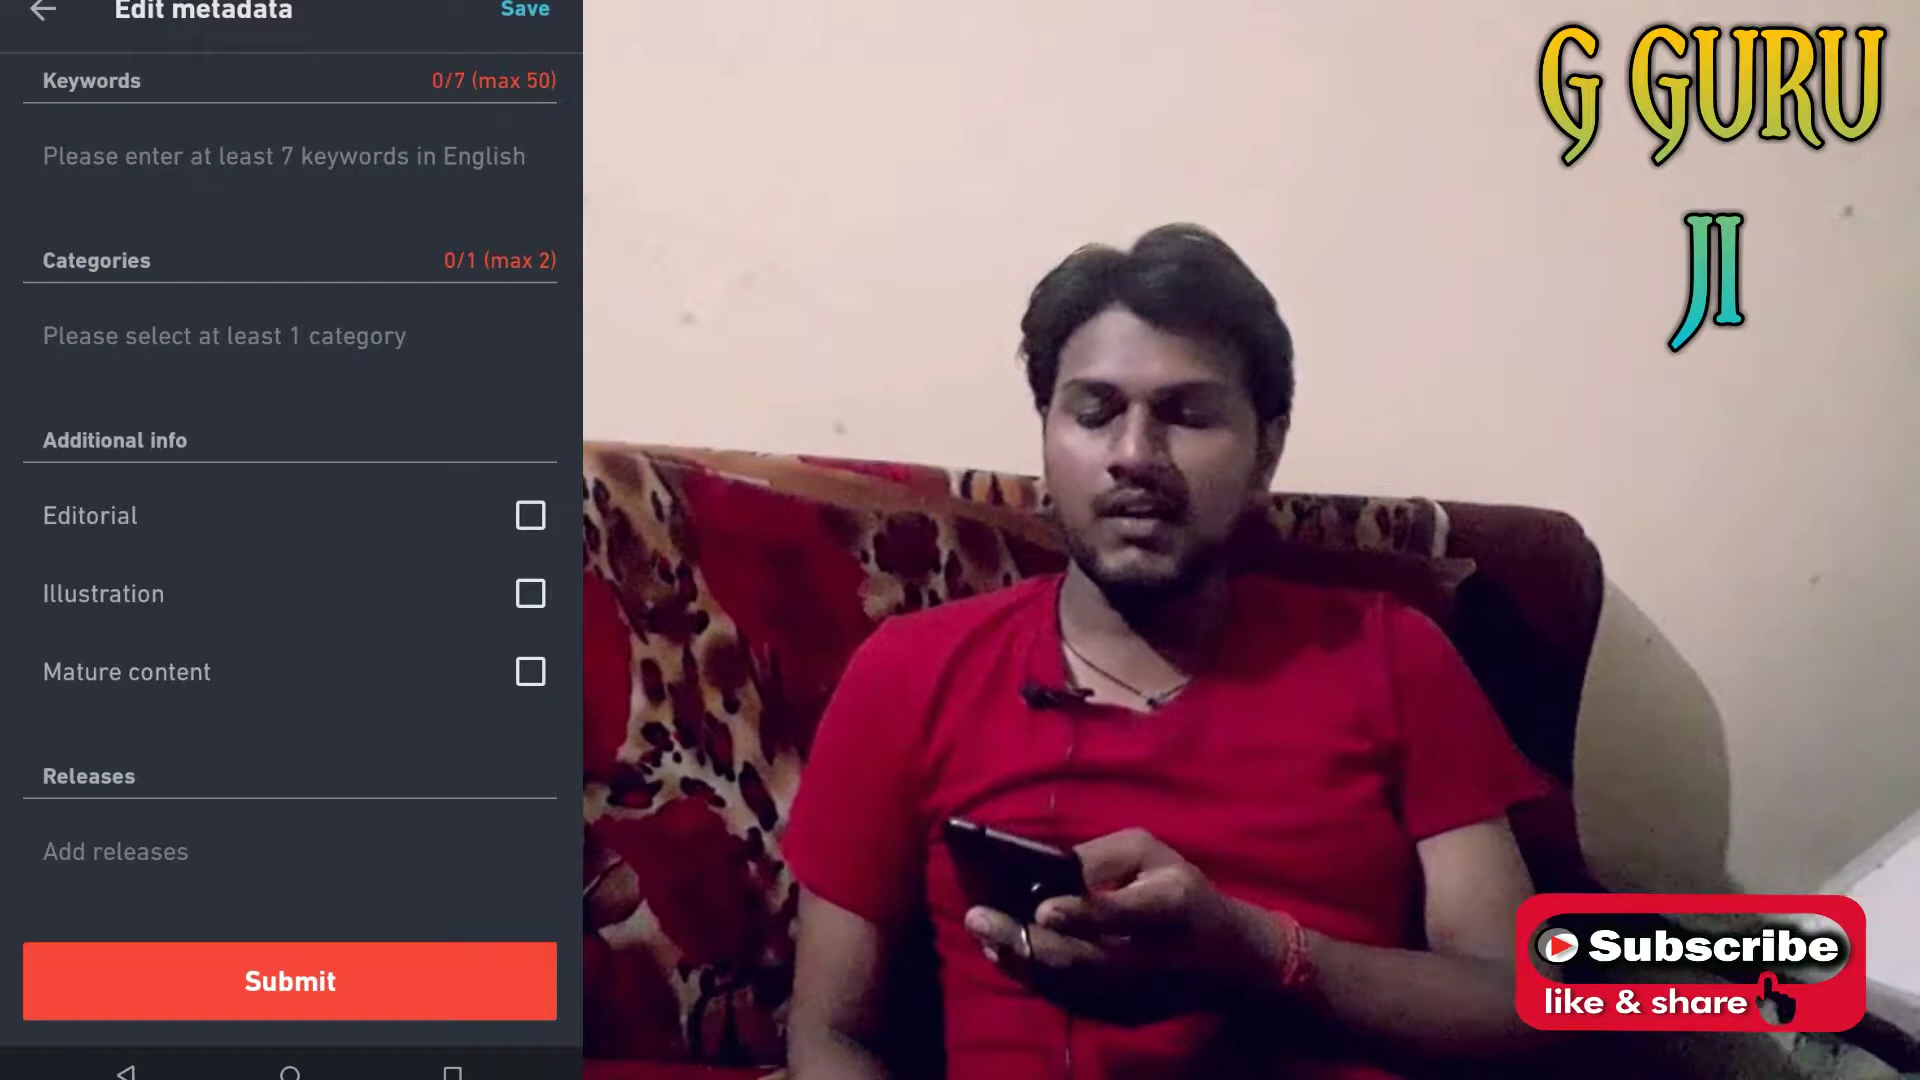 Edit metadata
Save
Keywords
0/7 (max 50)
Please enter at least 7 keywords in English
Categories
0/1 (max 2)
Please select at least 1 category
Additional info
Editorial
Illustration
Mature content
Releases
Add releases
Submit
G GURU
JI
Subscribe
like & share